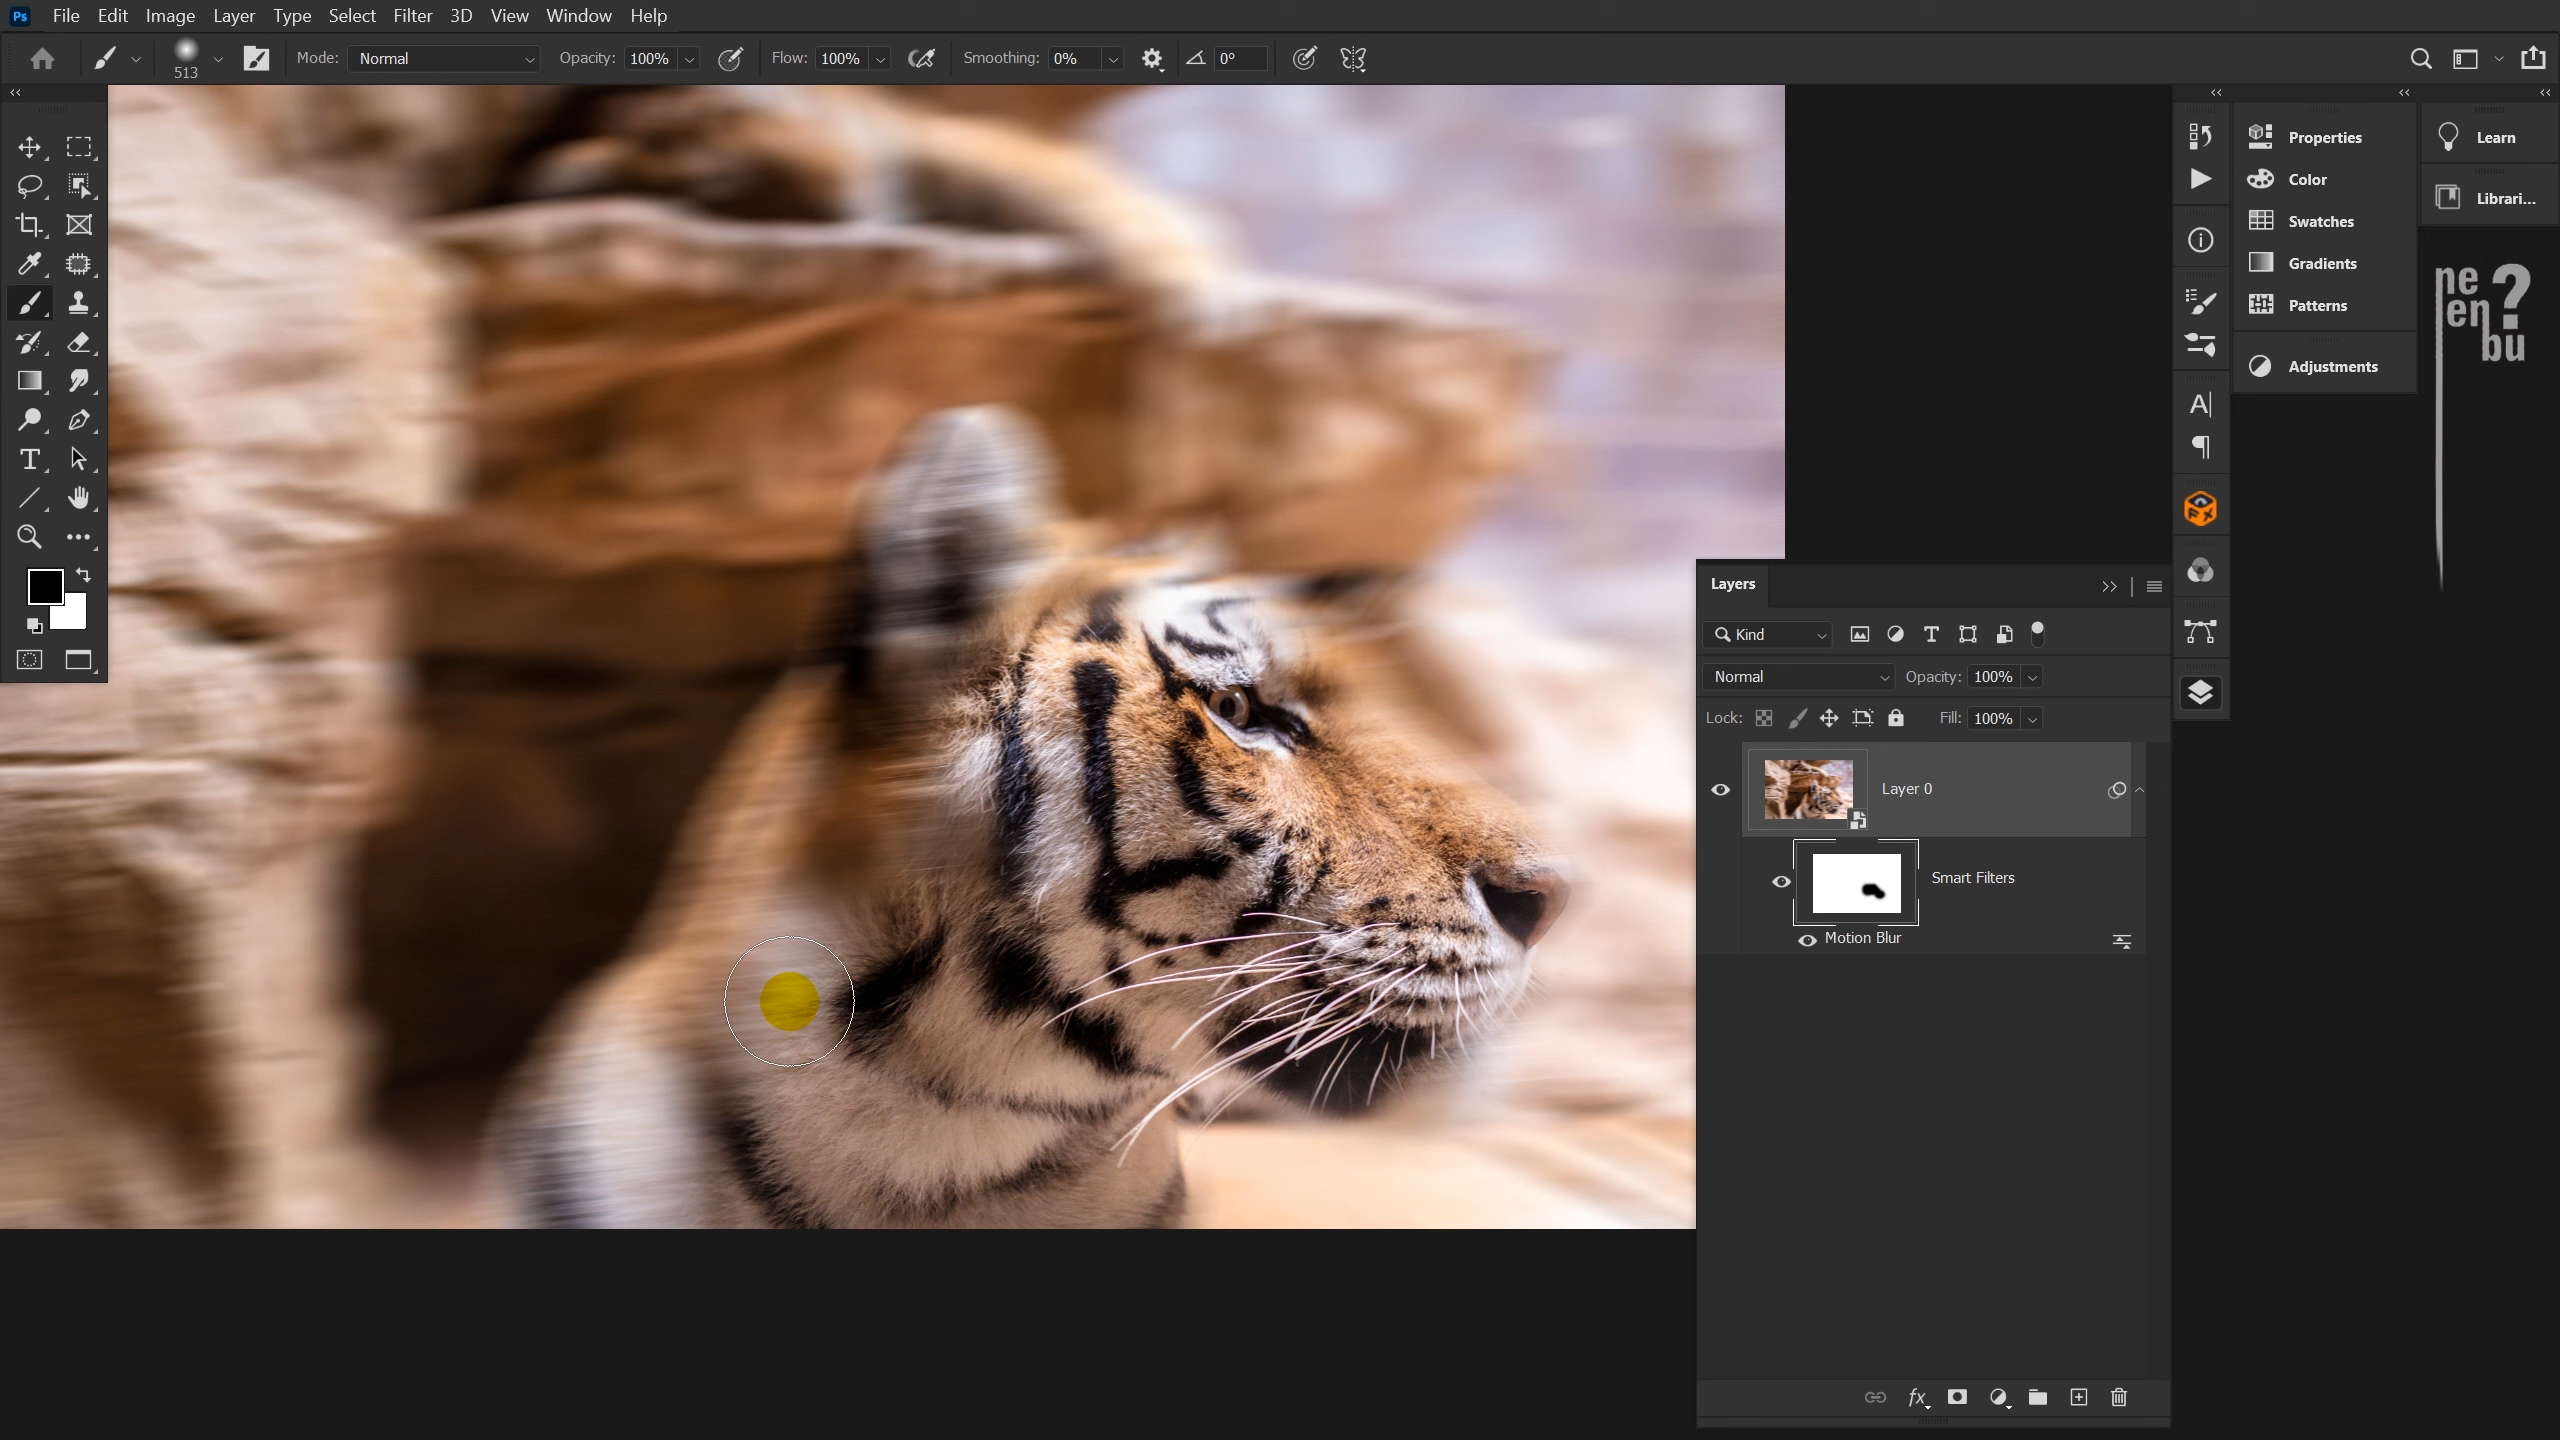 Ps File Edit Image Layer Type Select Filter 3D View Window Help
513 Mode: Normal Opacity: 100% Flow: 100% Smoothing: 0% 0°
Properties
Color
Swatches
Gradients
Patterns
Adjustments
Learn
Librari...
ne
en ?
bu
Layers
Kind
Normal Opacity: 100%
Lock: Fill: 100%
Layer 0
Smart Filters
Motion Blur
fx